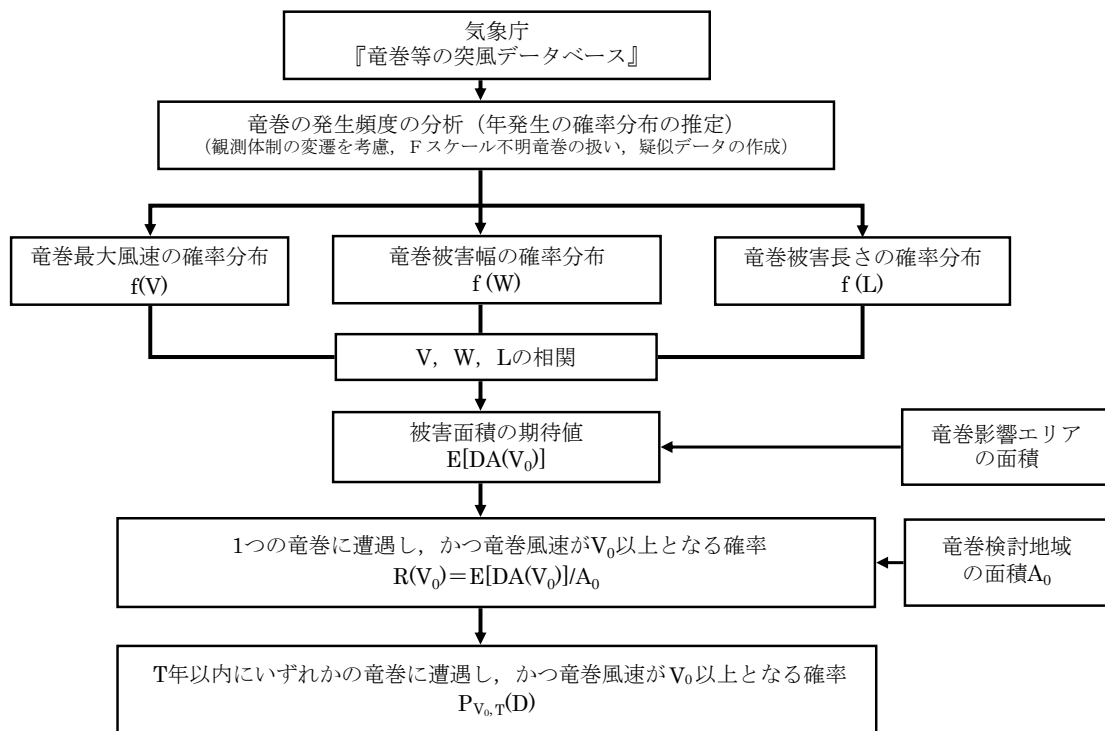 気象庁
『竜巻等の突風データベース』
竜巻の発生頻度の分析（年発生の確率分布の推定）
（観測体制の変遷を考慮，Ｆスケール不明竜巻の扱い，疑似データの作成）
竜巻最大風速の確率分布
f(V)
竜巻被害幅の確率分布
f (W)
竜巻被害長さの確率分布
f (L)
V，W，Lの相関
被害面積の期待値
E[DA(V₀)]
竜巻影響エリア
の面積
1つの竜巻に遭遇し，かつ竜巻風速がV₀以上となる確率
R(V₀)＝E[DA(V₀)]/A₀
竜巻検討地域
の面積A₀
T年以内にいずれかの竜巻に遭遇し，かつ竜巻風速がV₀以上となる確率
P_{V₀,T}(D)